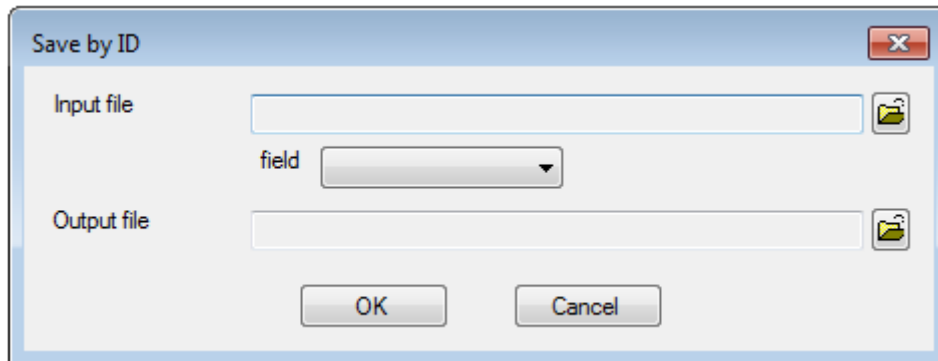 Save by ID
Input file
field
Output file
OK Cancel